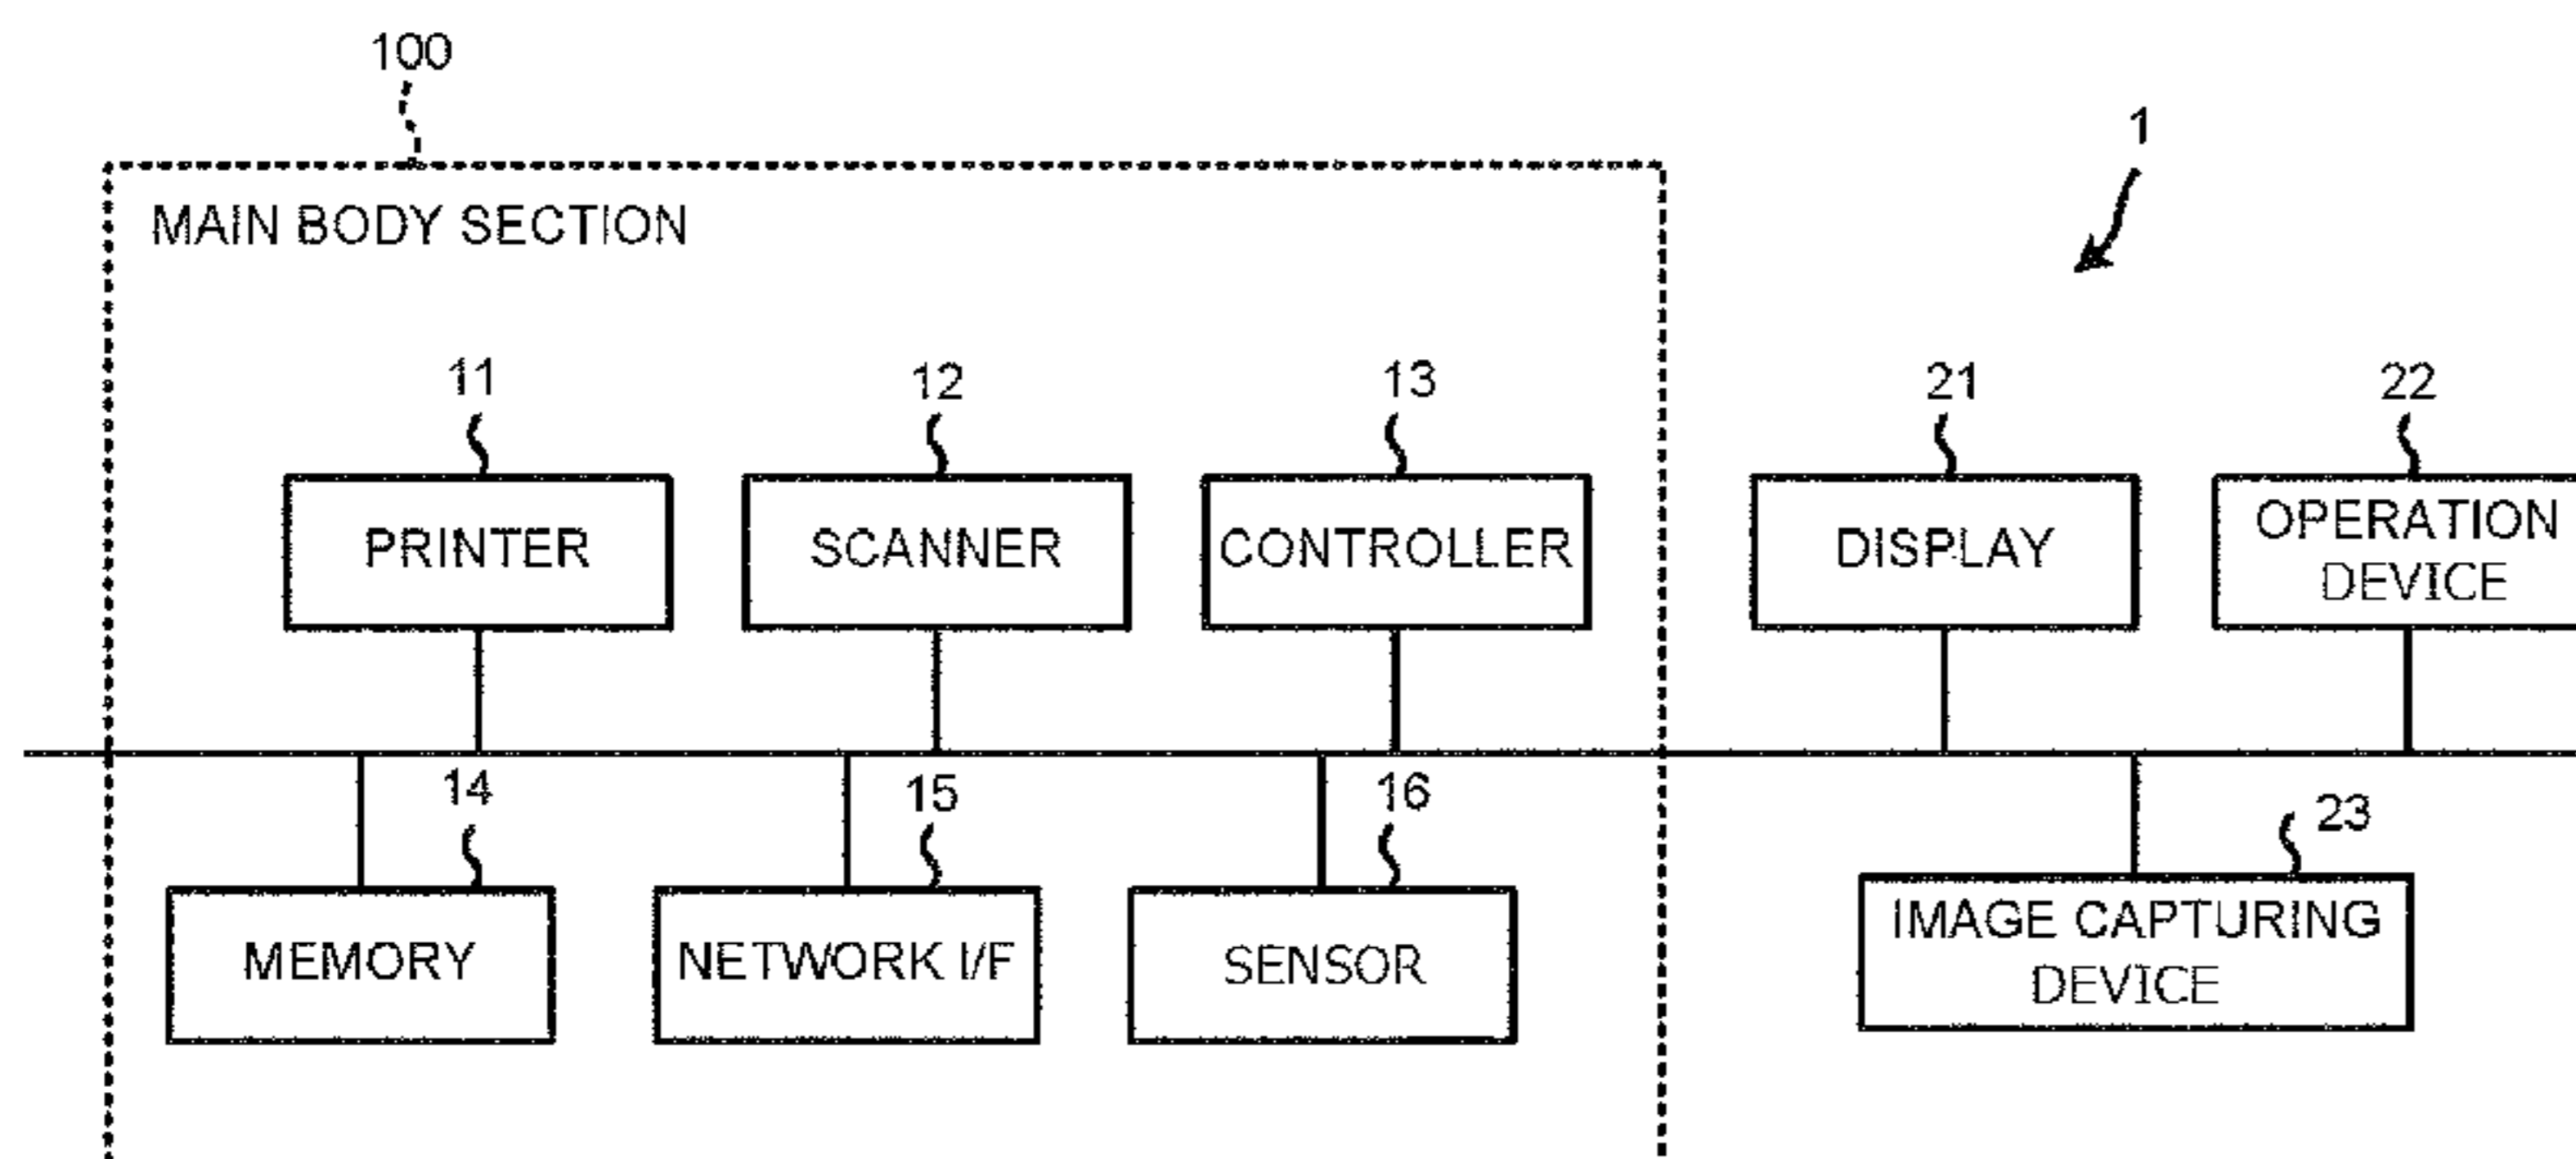 100
1
MAIN BODY SECTION
11
12
13
21
22
PRINTER
SCANNER
CONTROLLER
DISPLAY
OPERATION
DEVICE
14
15
16
23
MEMORY
NETWORK I/F
SENSOR
IMAGE CAPTURING
DEVICE